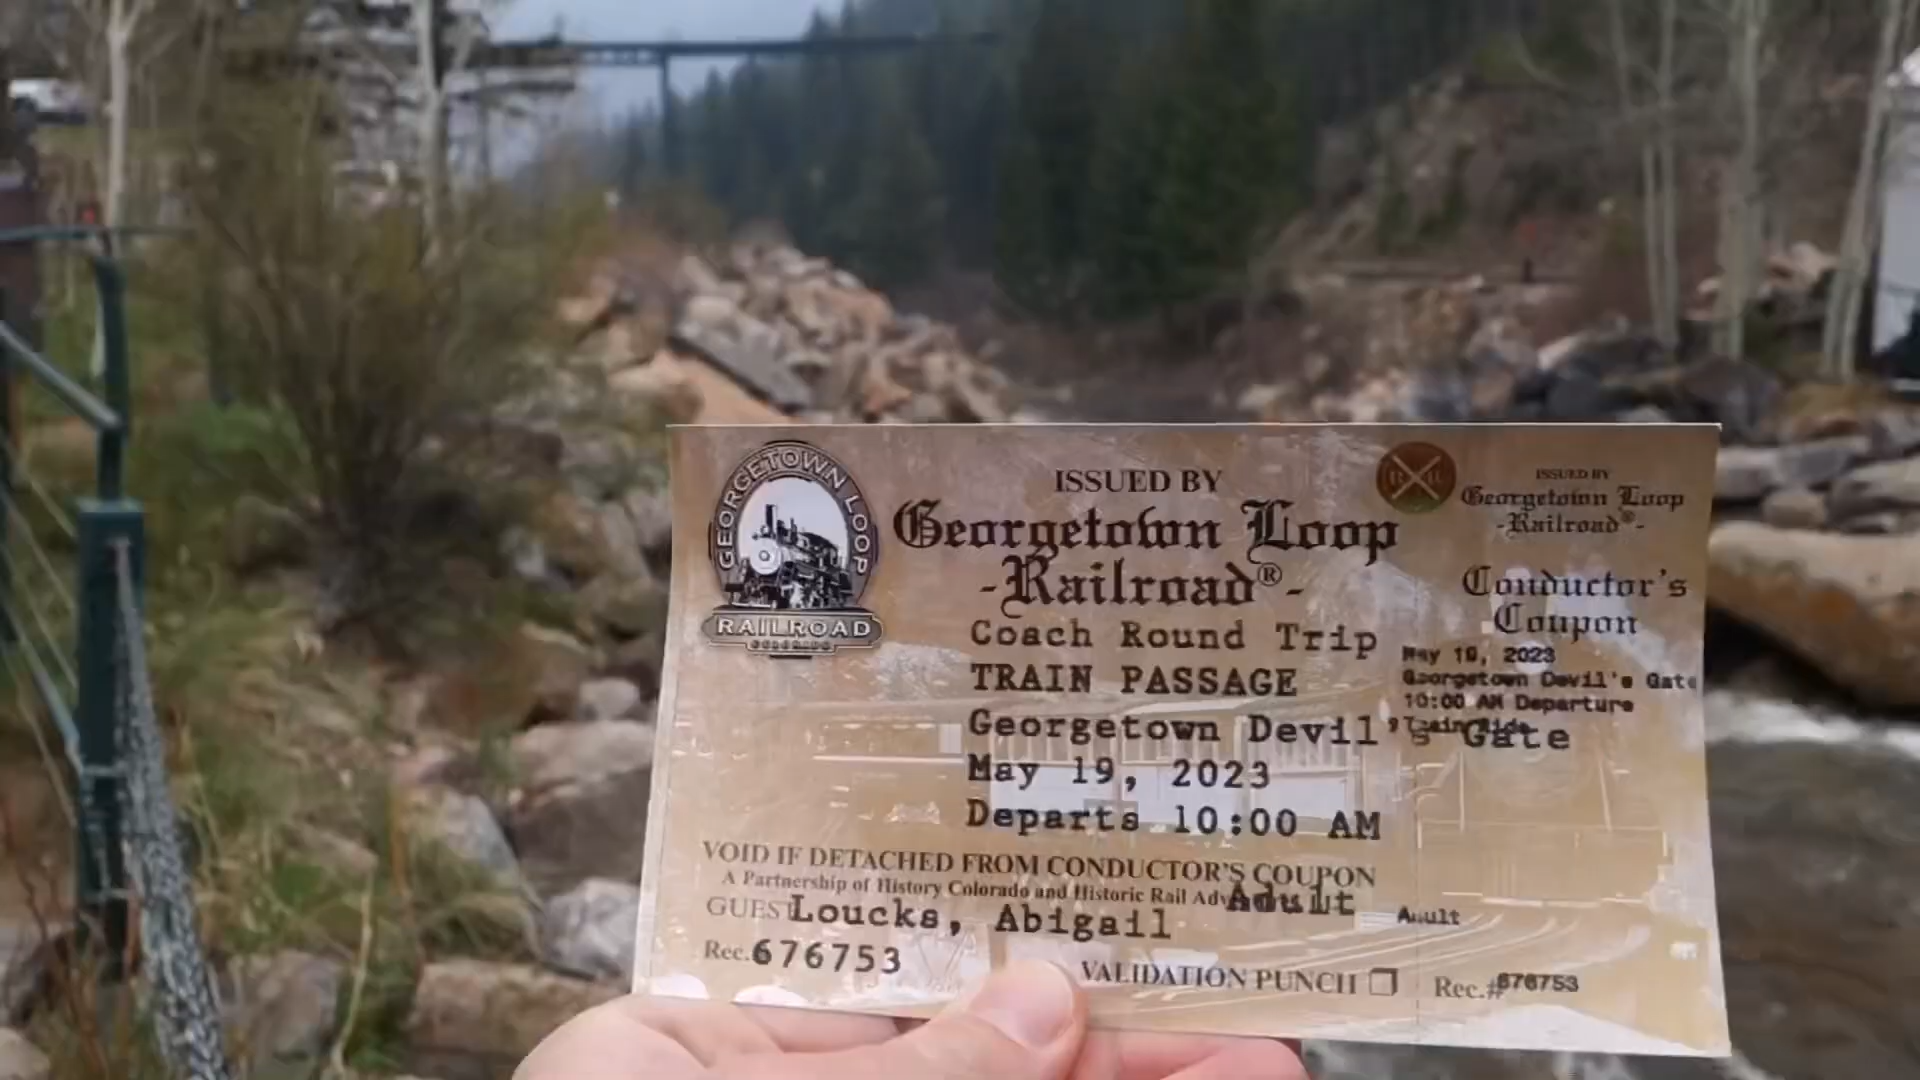 GEORGETOWN LOOP
RAILROAD
COLORADO
ISSUED BY
Georgetown Loop
-Railroad®-
Coach Round Trip
TRAIN PASSAGE
Georgetown Devil's Gate
May 19, 2023
Departs 10:00 AM
VOID IF DETACHED FROM CONDUCTOR'S COUPON
A Partnership of History Colorado and Historic Rail
Adult
GUEST Loucks, Abigail
Rec. 676753
VALIDATION PUNCH
ISSUED BY
Georgetown Loop
-Railroad®-
Conductor's
Coupon
May 19, 2023
Georgetown Devil's Gate
10:00 AM Departure
Train Ride
Adult
Rec.#676753